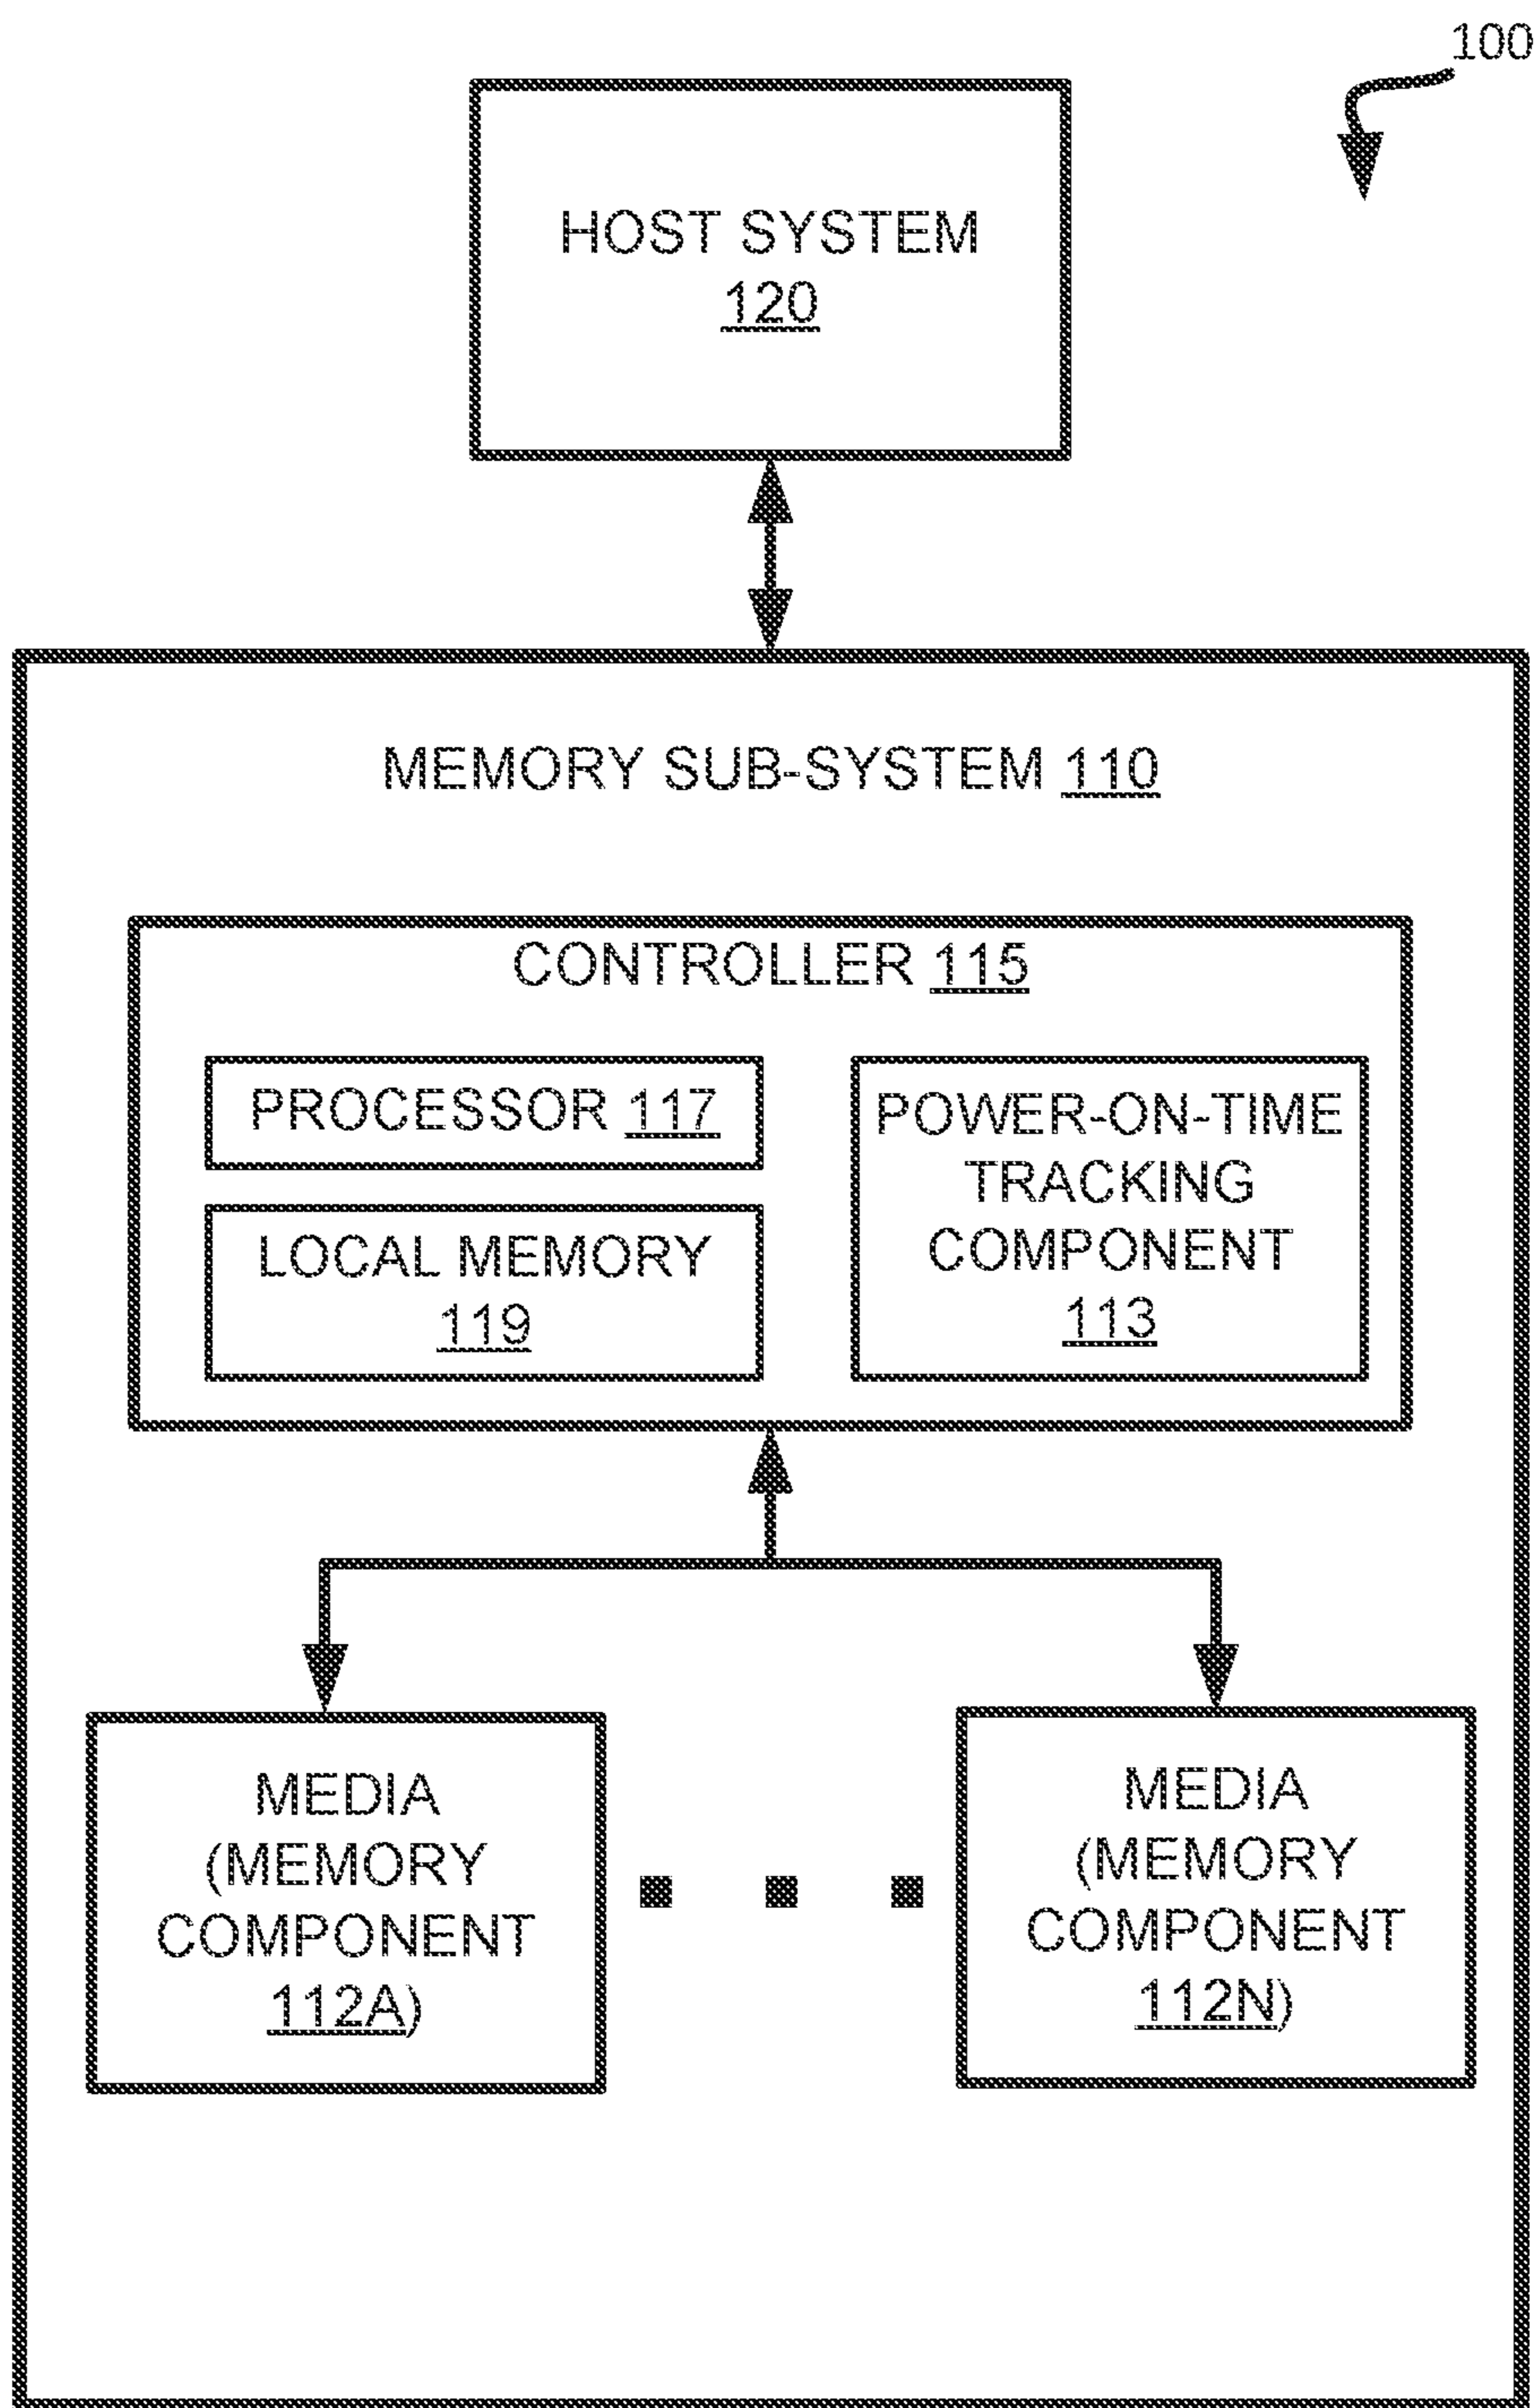 100
HOST SYSTEM
120
MEMORY SUB-SYSTEM 110
CONTROLLER 115
PROCESSOR 117
LOCAL MEMORY
119
POWER-ON-TIME
TRACKING
COMPONENT
113
MEDIA
(MEMORY
COMPONENT
112A)
MEDIA
(MEMORY
COMPONENT
112N)